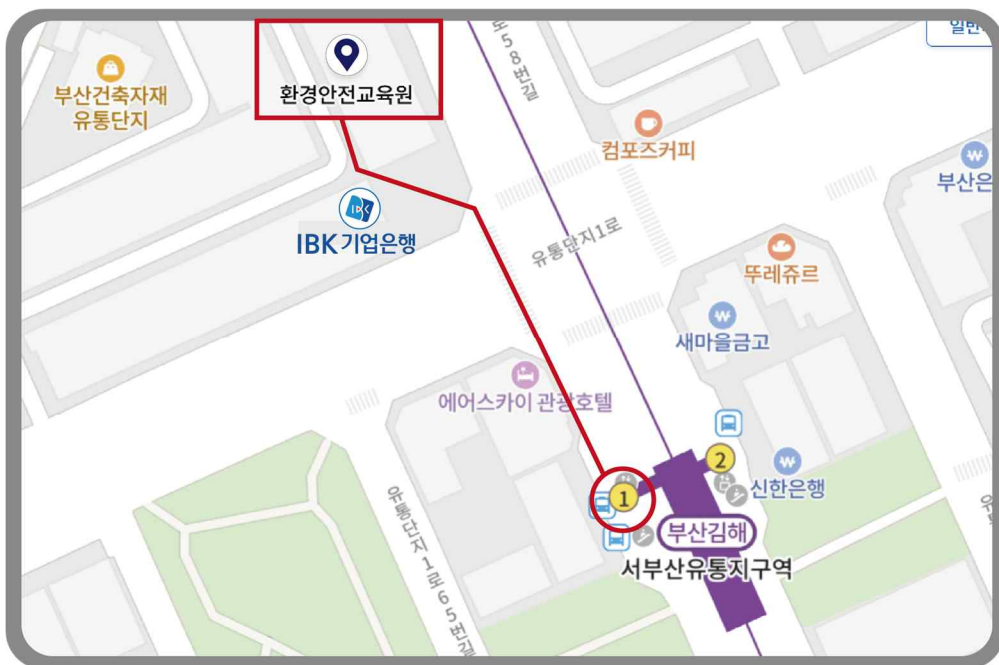 일반
로58번길
환경안전교육원
부산건축자재
유통단지
컴포즈커피
부산은
IBK 기업은행
유통단지1로
뚜레쥬르
새마을금고
에어스카이 관광호텔
2
신한은행
1
유통단지1로65번길
부산김해
서부산유통지구역